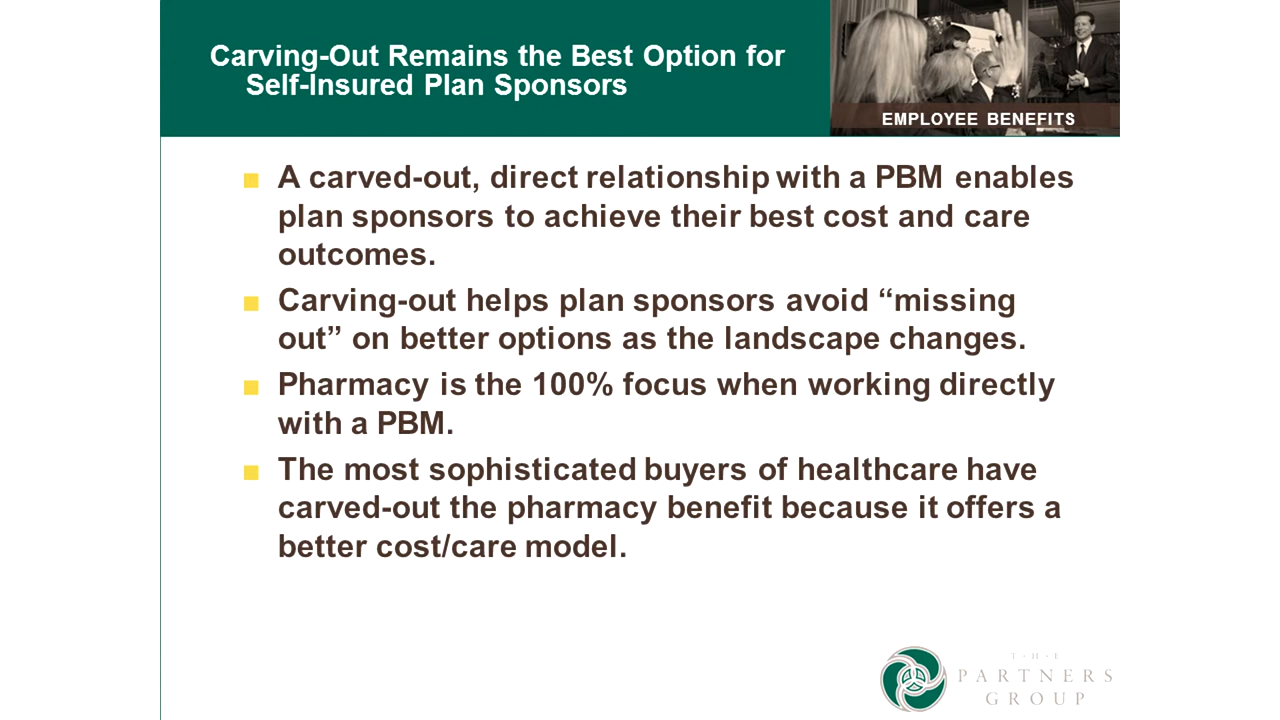 Carving-Out Remains the Best Option for
Self-Insured Plan Sponsors
EMPLOYEE BENEFITS
A carved-out, direct relationship with a PBM enables
plan sponsors to achieve their best cost and care
outcomes.
Carving-out helps plan sponsors avoid “missing
out” on better options as the landscape changes.
Pharmacy is the 100% focus when working directly
with a PBM.
The most sophisticated buyers of healthcare have
carved-out the pharmacy benefit because it offers a
better cost/care model.
T·H·E
PARTNERS
GROUP